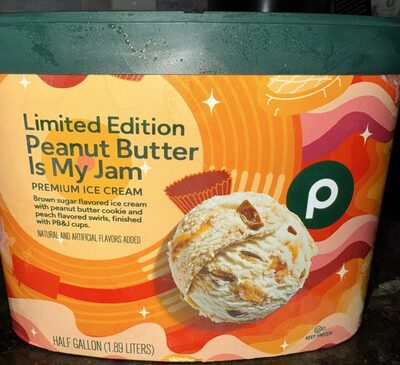 Limited Edition
Peanut Butter
Is My Jam
PREMIUM ICE CREAM
Brown sugar flavored ice cream
with peanut butter cookie and
peach flavored swirls, finished
with PB&J cups.
NATURAL AND ARTIFICIAL FLAVORS ADDED
p
HALF GALLON (1.89 LITERS)
KEEP FROZEN